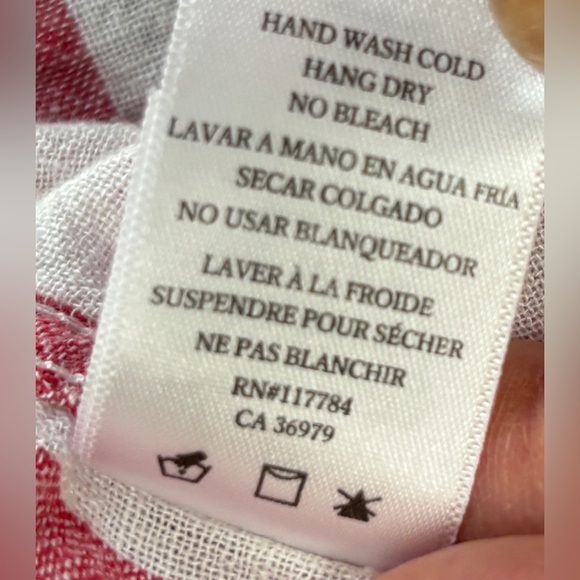 HAND WASH COLD
HANG DRY
NO BLEACH
LAVAR A MANO EN AGUA FRÍA
SECAR COLGADO
NO USAR BLANQUEADOR
LAVER À LA FROIDE
SUSPENDRE POUR SÉCHER
NE PAS BLANCHIR
RN#117784
CA 36979